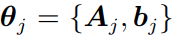 θ_j = {A_j, b_j}